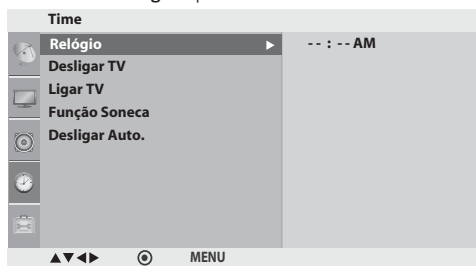 Time
Relógio ▶ - - : - - AM
Desligar TV
Ligar TV
Função Soneca
Desligar Auto.
▲▼◀▶ MENU